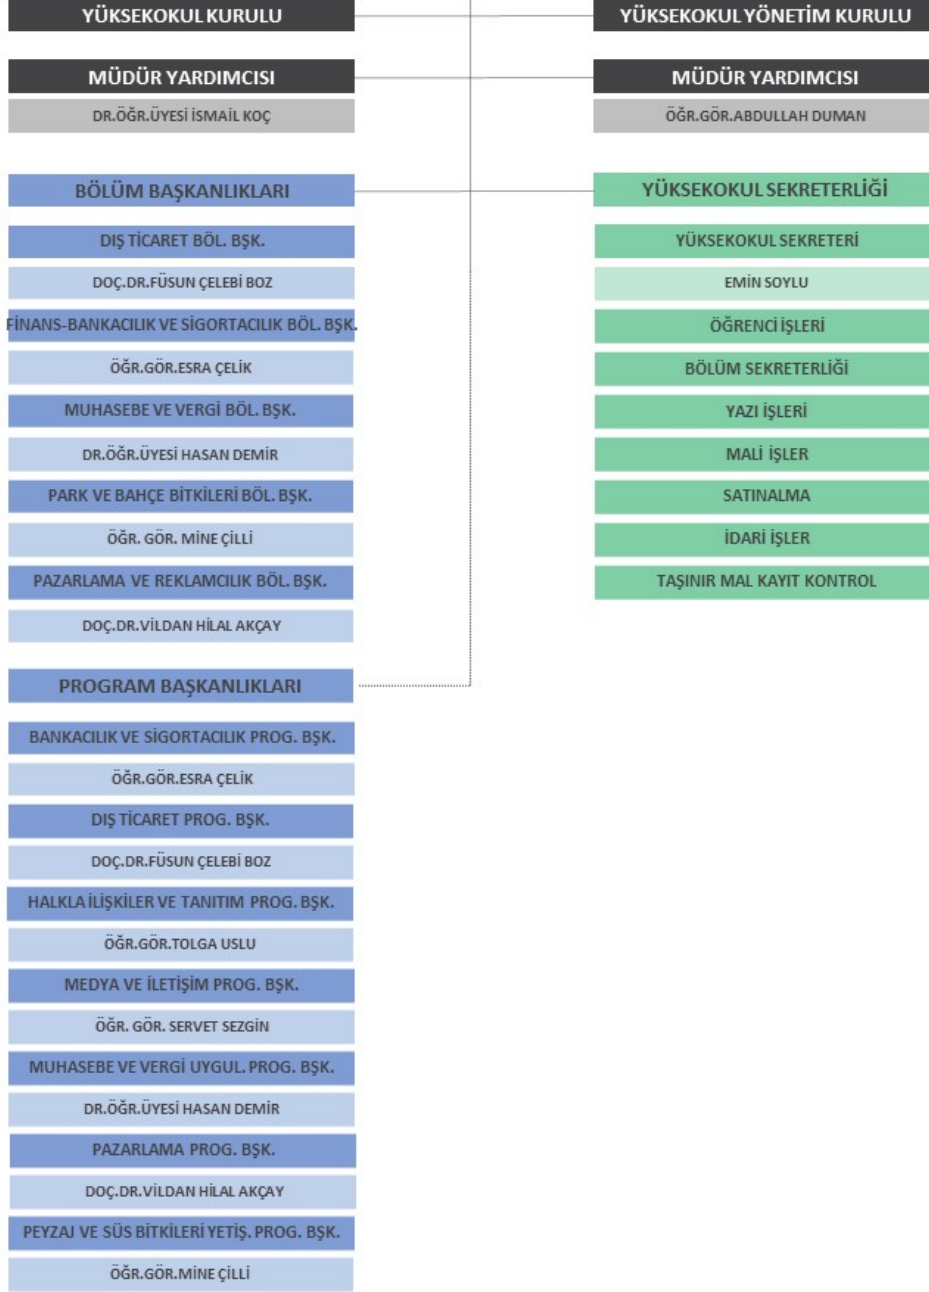 YÜKSEKOKUL KURULU
YÜKSEKOKUL YÖNETİM KURULU
MÜDÜR YARDIMCISI
DR.ÖĞR.ÜYESİ İSMAİL KOÇ
MÜDÜR YARDIMCISI
ÖĞR.GÖR.ABDULLAH DUMAN
BÖLÜM BAŞKANLIKLARI
DIŞ TİCARET BÖL. BŞK.
DOÇ.DR.FÜSUN ÇELEBİ BOZ
FİNANS-BANKACILIK VE SİGORTACILIK BÖL. BŞK.
ÖĞR.GÖR.ESRA ÇELİK
MUHASEBE VE VERGİ BÖL. BŞK.
DR.ÖĞR.ÜYESİ HASAN DEMİR
PARK VE BAHÇE BİTKİLERİ BÖL. BŞK.
ÖĞR. GÖR. MİNE ÇİLLİ
PAZARLAMA VE REKLAMCILIK BÖL. BŞK.
DOÇ.DR.VİLDAN HİLAL AKÇAY
YÜKSEKOKUL SEKRETERLİĞİ
YÜKSEKOKUL SEKRETERİ
EMİN SOYLU
ÖĞRENCİ İŞLERİ
BÖLÜM SEKRETERLİĞİ
YAZI İŞLERİ
MALİ İŞLER
SATINALMA
İDARİ İŞLER
TAŞINIR MAL KAYIT KONTROL
PROGRAM BAŞKANLIKLARI
BANKACILIK VE SİGORTACILIK PROG. BŞK.
ÖĞR.GÖR.ESRA ÇELİK
DIŞ TİCARET PROG. BŞK.
DOÇ.DR.FÜSUN ÇELEBİ BOZ
HALKLA İLİŞKİLER VE TANITIM PROG. BŞK.
ÖĞR.GÖR.TOLGA USLU
MEDYA VE İLETİŞİM PROG. BŞK.
ÖĞR. GÖR. SERVET SEZGİN
MUHASEBE VE VERGİ UYGUL. PROG. BŞK.
DR.ÖĞR.ÜYESİ HASAN DEMİR
PAZARLAMA PROG. BŞK.
DOÇ.DR.VİLDAN HİLAL AKÇAY
PEYZAJ VE SÜS BİTKİLERİ YETİŞ. PROG. BŞK.
ÖĞR.GÖR.MİNE ÇİLLİ